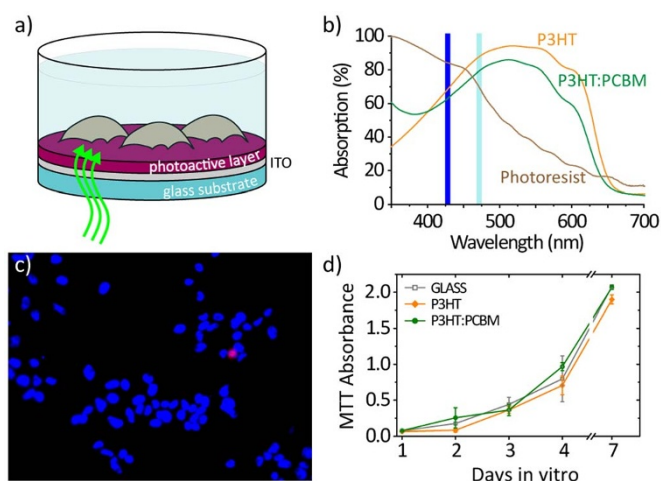 a)
photoactive layer
ITO
glass substrate
b)
Absorption (%)
100
80
60
40
20
0
P3HT
P3HT:PCBM
Photoresist
400
500
600
700
Wavelength (nm)
c)
d)
MTT Absorbance
2.0
1.5
1.0
0.5
0.0
GLASS
P3HT
P3HT:PCBM
1
2
3
4
7
Days in vitro